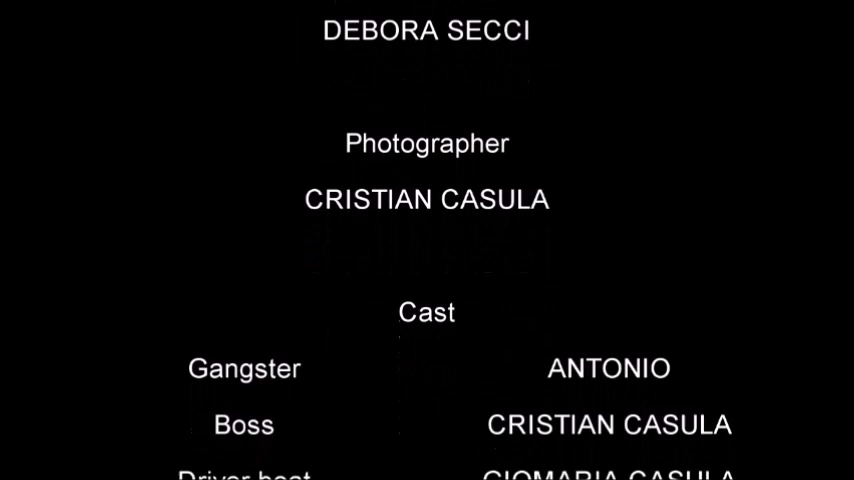 DEBORA SECCI
Photographer
CRISTIAN CASULA
Cast
Gangster ANTONIO
Boss CRISTIAN CASULA
Driver boat GIOMARIA CASULA